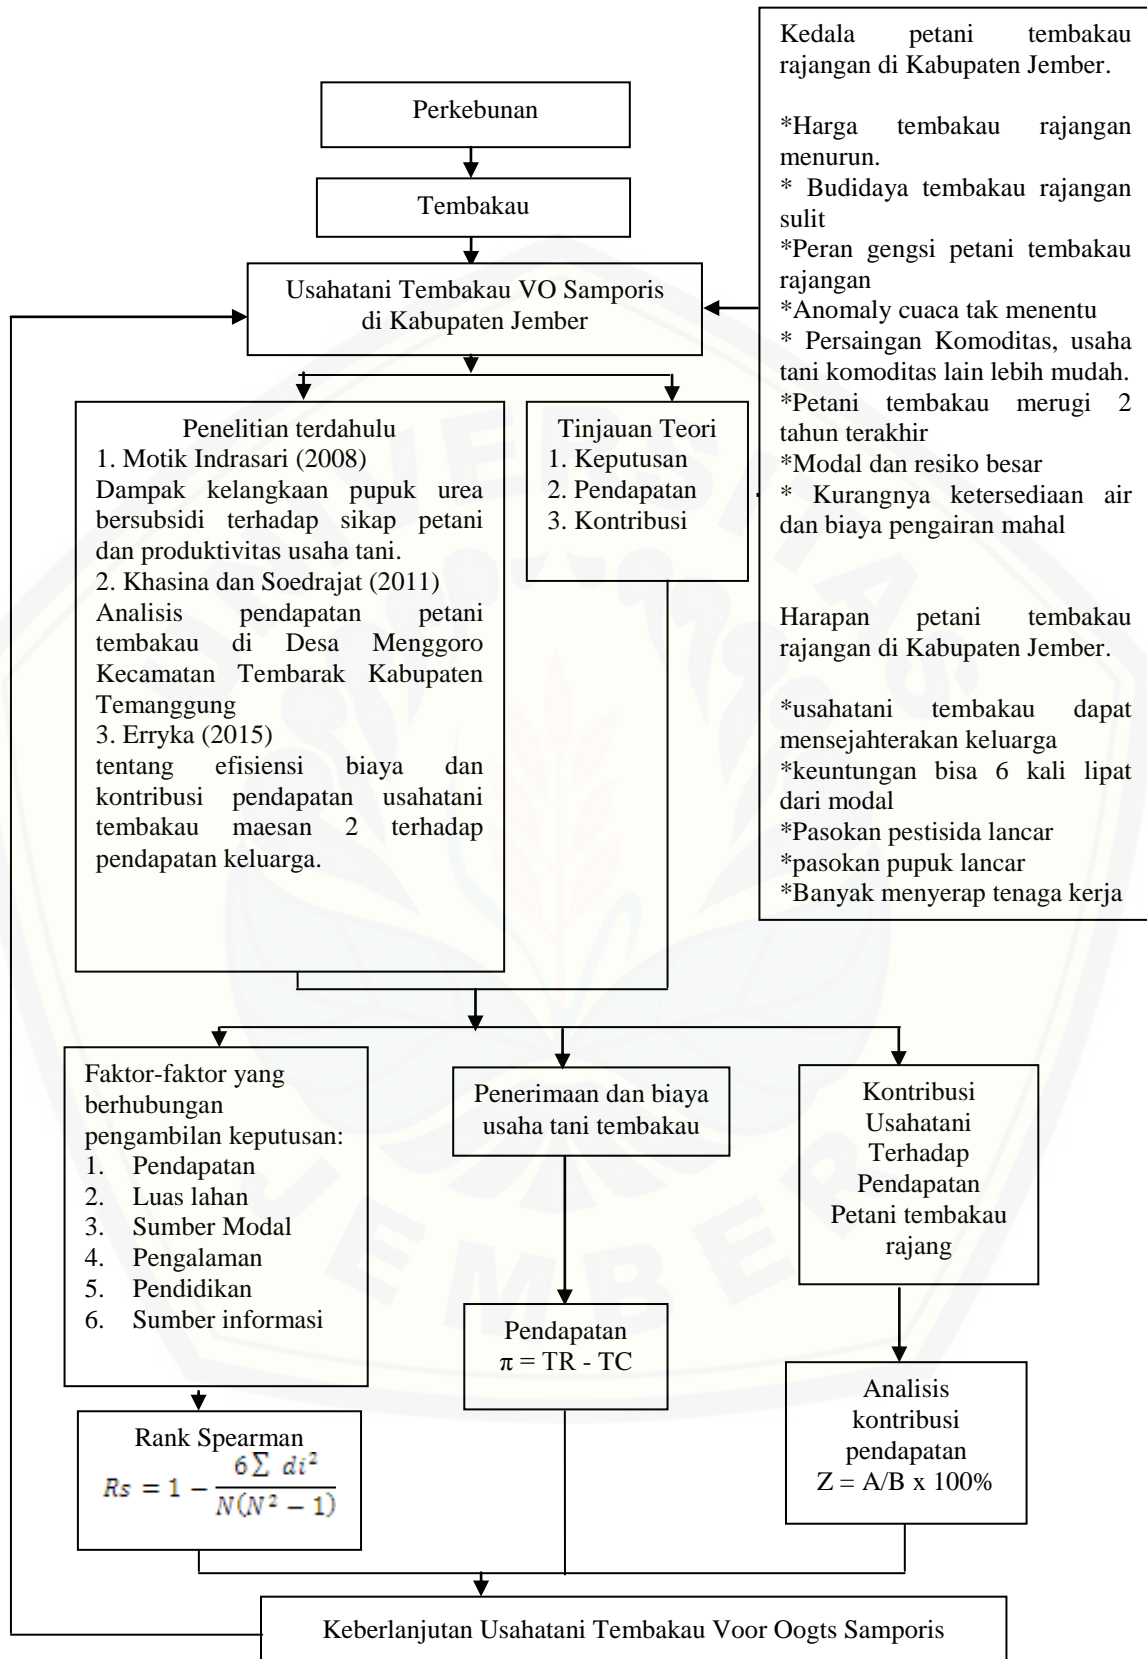 Perkebunan
Tembakau
Usahatani Tembakau VO Samporis
di Kabupaten Jember
Kedala petani tembakau
rajangan di Kabupaten Jember.
*Harga tembakau rajangan
menurun.
* Budidaya tembakau rajangan
sulit
*Peran gengsi petani tembakau
rajangan
*Anomaly cuaca tak menentu
* Persaingan Komoditas, usaha
tani komoditas lain lebih mudah.
*Petani tembakau merugi 2
tahun terakhir
*Modal dan resiko besar
* Kurangnya ketersediaan air
dan biaya pengairan mahal
Harapan petani tembakau
rajangan di Kabupaten Jember.
*usahatani tembakau dapat
mensejahterakan keluarga
*keuntungan bisa 6 kali lipat
dari modal
*Pasokan pestisida lancar
*pasokan pupuk lancar
*Banyak menyerap tenaga kerja
Penelitian terdahulu
1. Motik Indrasari (2008)
Dampak kelangkaan pupuk urea
bersubsidi terhadap sikap petani
dan produktivitas usaha tani.
2. Khasina dan Soedrajat (2011)
Analisis pendapatan petani
tembakau di Desa Menggoro
Kecamatan Tembarak Kabupaten
Temanggung
3. Erryka (2015)
tentang efisiensi biaya dan
kontribusi pendapatan usahatani
tembakau maesan 2 terhadap
pendapatan keluarga.
Tinjauan Teori
1. Keputusan
2. Pendapatan
3. Kontribusi
Faktor-faktor yang
berhubungan
pengambilan keputusan:
1. Pendapatan
2. Luas lahan
3. Sumber Modal
4. Pengalaman
5. Pendidikan
6. Sumber informasi
Rank Spearman
Rs = 1 − 6∑ di² / N(N² − 1)
Penerimaan dan biaya
usaha tani tembakau
Pendapatan
π = TR - TC
Kontribusi
Usahatani
Terhadap
Pendapatan
Petani tembakau
rajang
Analisis
kontribusi
pendapatan
Z = A/B x 100%
Keberlanjutan Usahatani Tembakau Voor Oogts Samporis
UNIVERSITAS
JEMBER